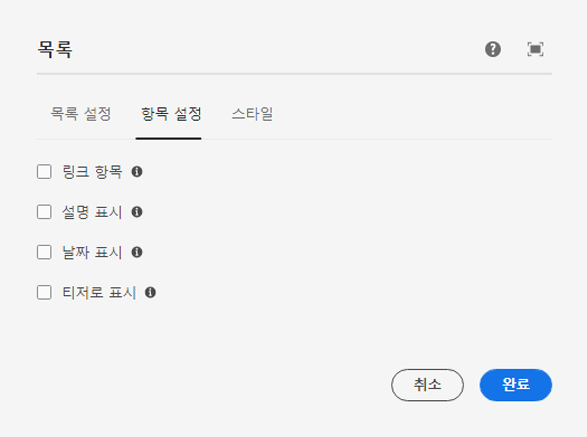 목록
목록 설정 항목 설정 스타일
링크 항목
설명 표시
날짜 표시
티저로 표시
취소 완료